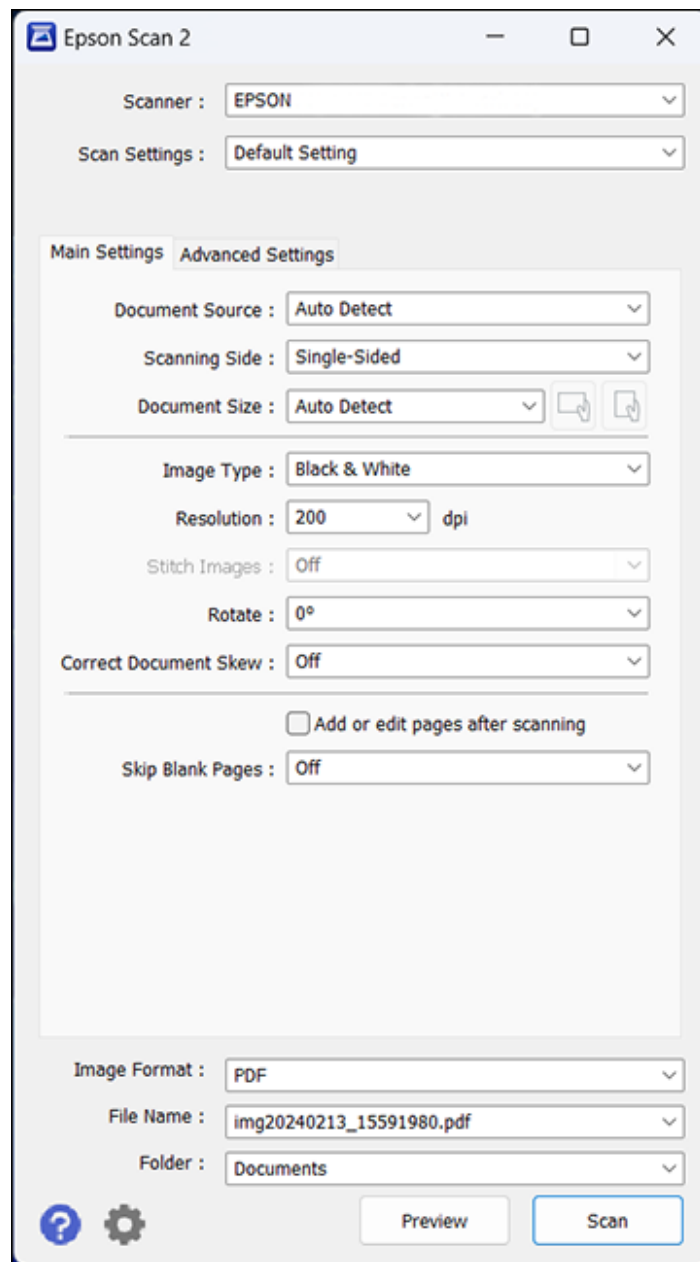 Epson Scan 2
Scanner : EPSON
Scan Settings : Default Setting
Main Settings Advanced Settings
Document Source : Auto Detect
Scanning Side : Single-Sided
Document Size : Auto Detect
Image Type : Black & White
Resolution : 200 dpi
Stitch Images : Off
Rotate : 0º
Correct Document Skew : Off
Add or edit pages after scanning
Skip Blank Pages : Off
Image Format : PDF
File Name : img20240213_15591980.pdf
Folder : Documents
? Preview Scan